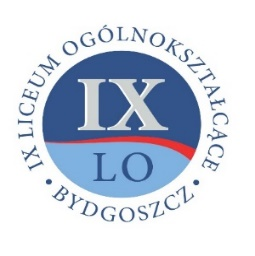 IX LICEUM OGÓLNOKSZTAŁCĄCE
IX
LO
• BYDGOSZCZ •